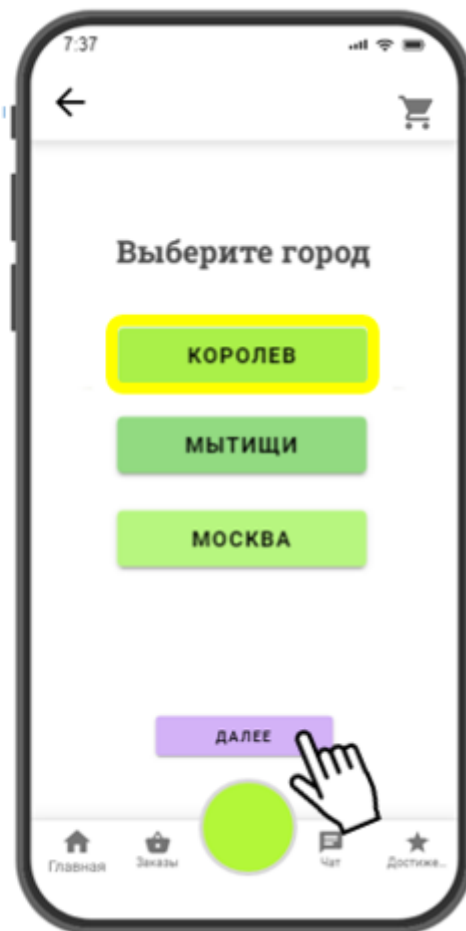 7:37
Выберите город
КОРОЛЕВ
МЫТИЩИ
МОСКВА
ДАЛЕЕ
Главная
Заказы
Чат
Достиже...